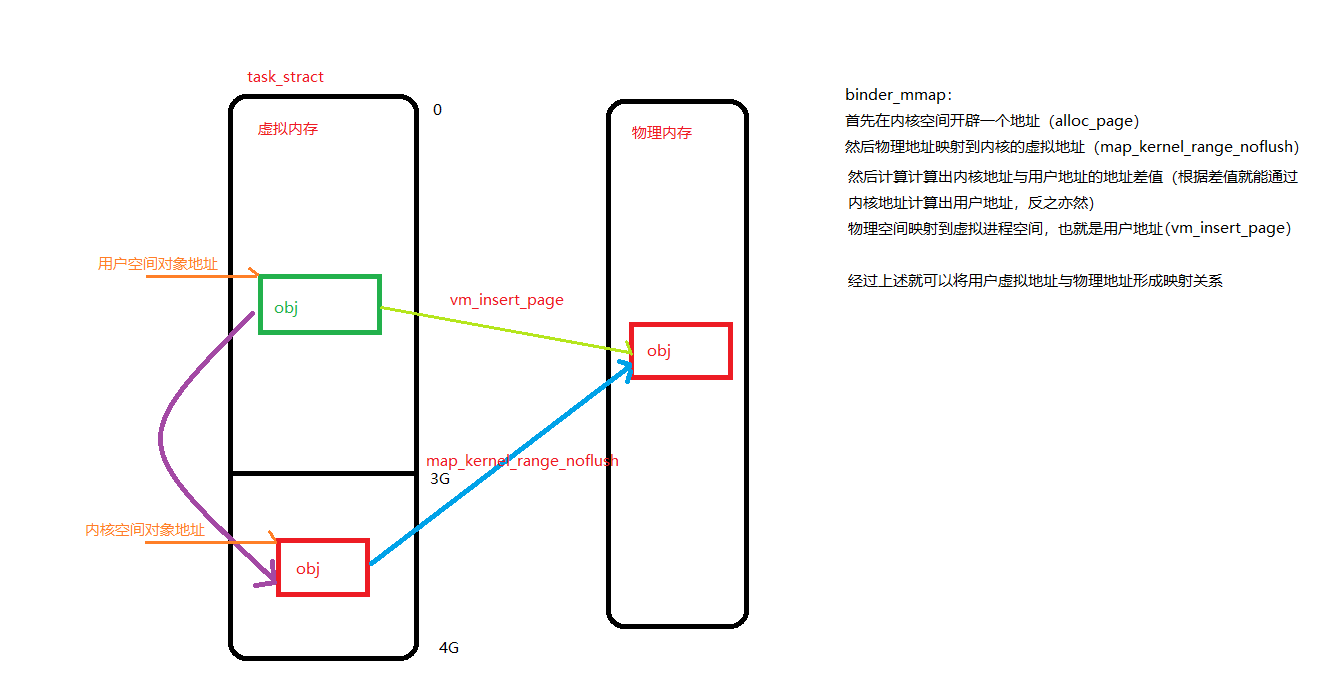 task_stract
虚拟内存
0
物理内存
用户空间对象地址
obj
vm_insert_page
obj
map_kernel_range_noflush
3G
内核空间对象地址
obj
4G
binder_mmap：
首先在内核空间开辟一个地址（alloc_page）
然后物理地址映射到内核的虚拟地址（map_kernel_range_noflush）
然后计算计算出内核地址与用户地址的地址差值（根据差值就能通过
内核地址计算出用户地址，反之亦然）
物理空间映射到虚拟进程空间，也就是用户地址（vm_insert_page）
经过上述就可以将用户虚拟地址与物理地址形成映射关系